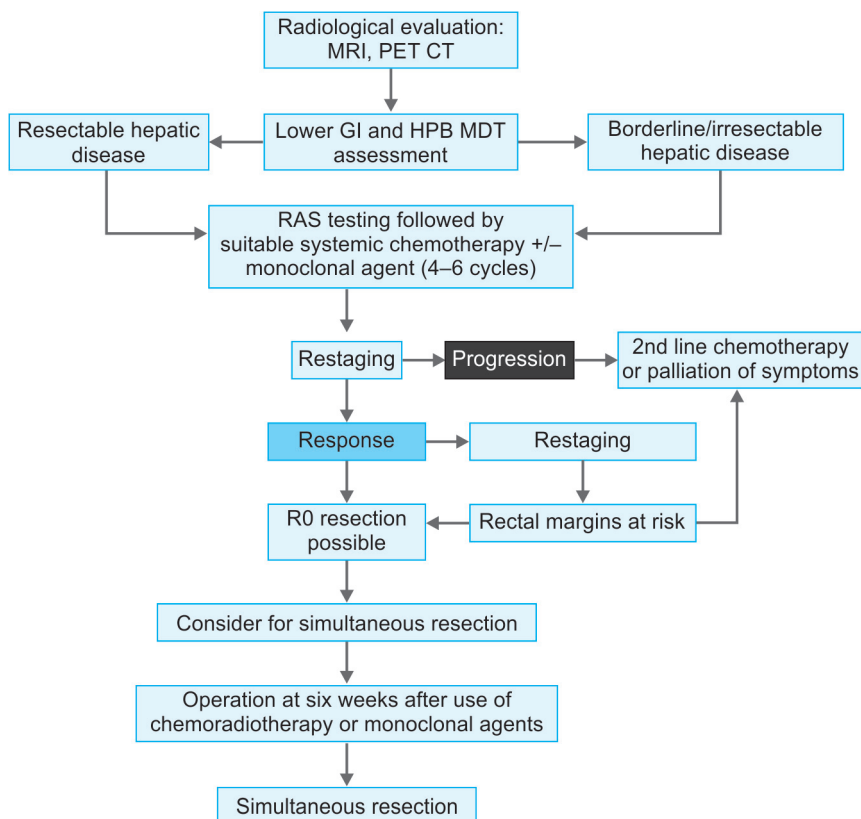 Radiological evaluation:
MRI, PET CT
Resectable hepatic
disease
Lower GI and HPB MDT
assessment
Borderline/irresectable
hepatic disease
RAS testing followed by
suitable systemic chemotherapy +/–
monoclonal agent (4–6 cycles)
Restaging
Progression
2nd line chemotherapy
or palliation of symptoms
Response
Restaging
R0 resection
possible
Rectal margins at risk
Consider for simultaneous resection
Operation at six weeks after use of
chemoradiotherapy or monoclonal agents
Simultaneous resection